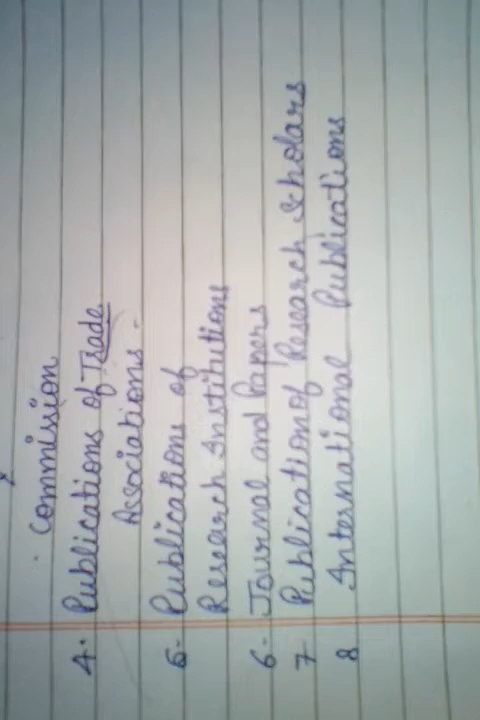 Commission
4. Publications of Trade
Associations.
5- Publications of
Research Institutions
6- Journal and Papers
7 Publication of Research Scholars
8 International Publications